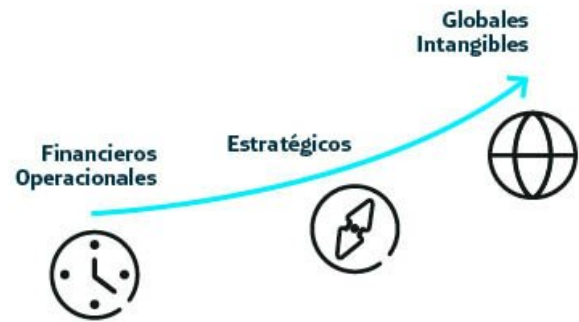 Globales
Intangibles
Estratégicos
Financieros
Operacionales